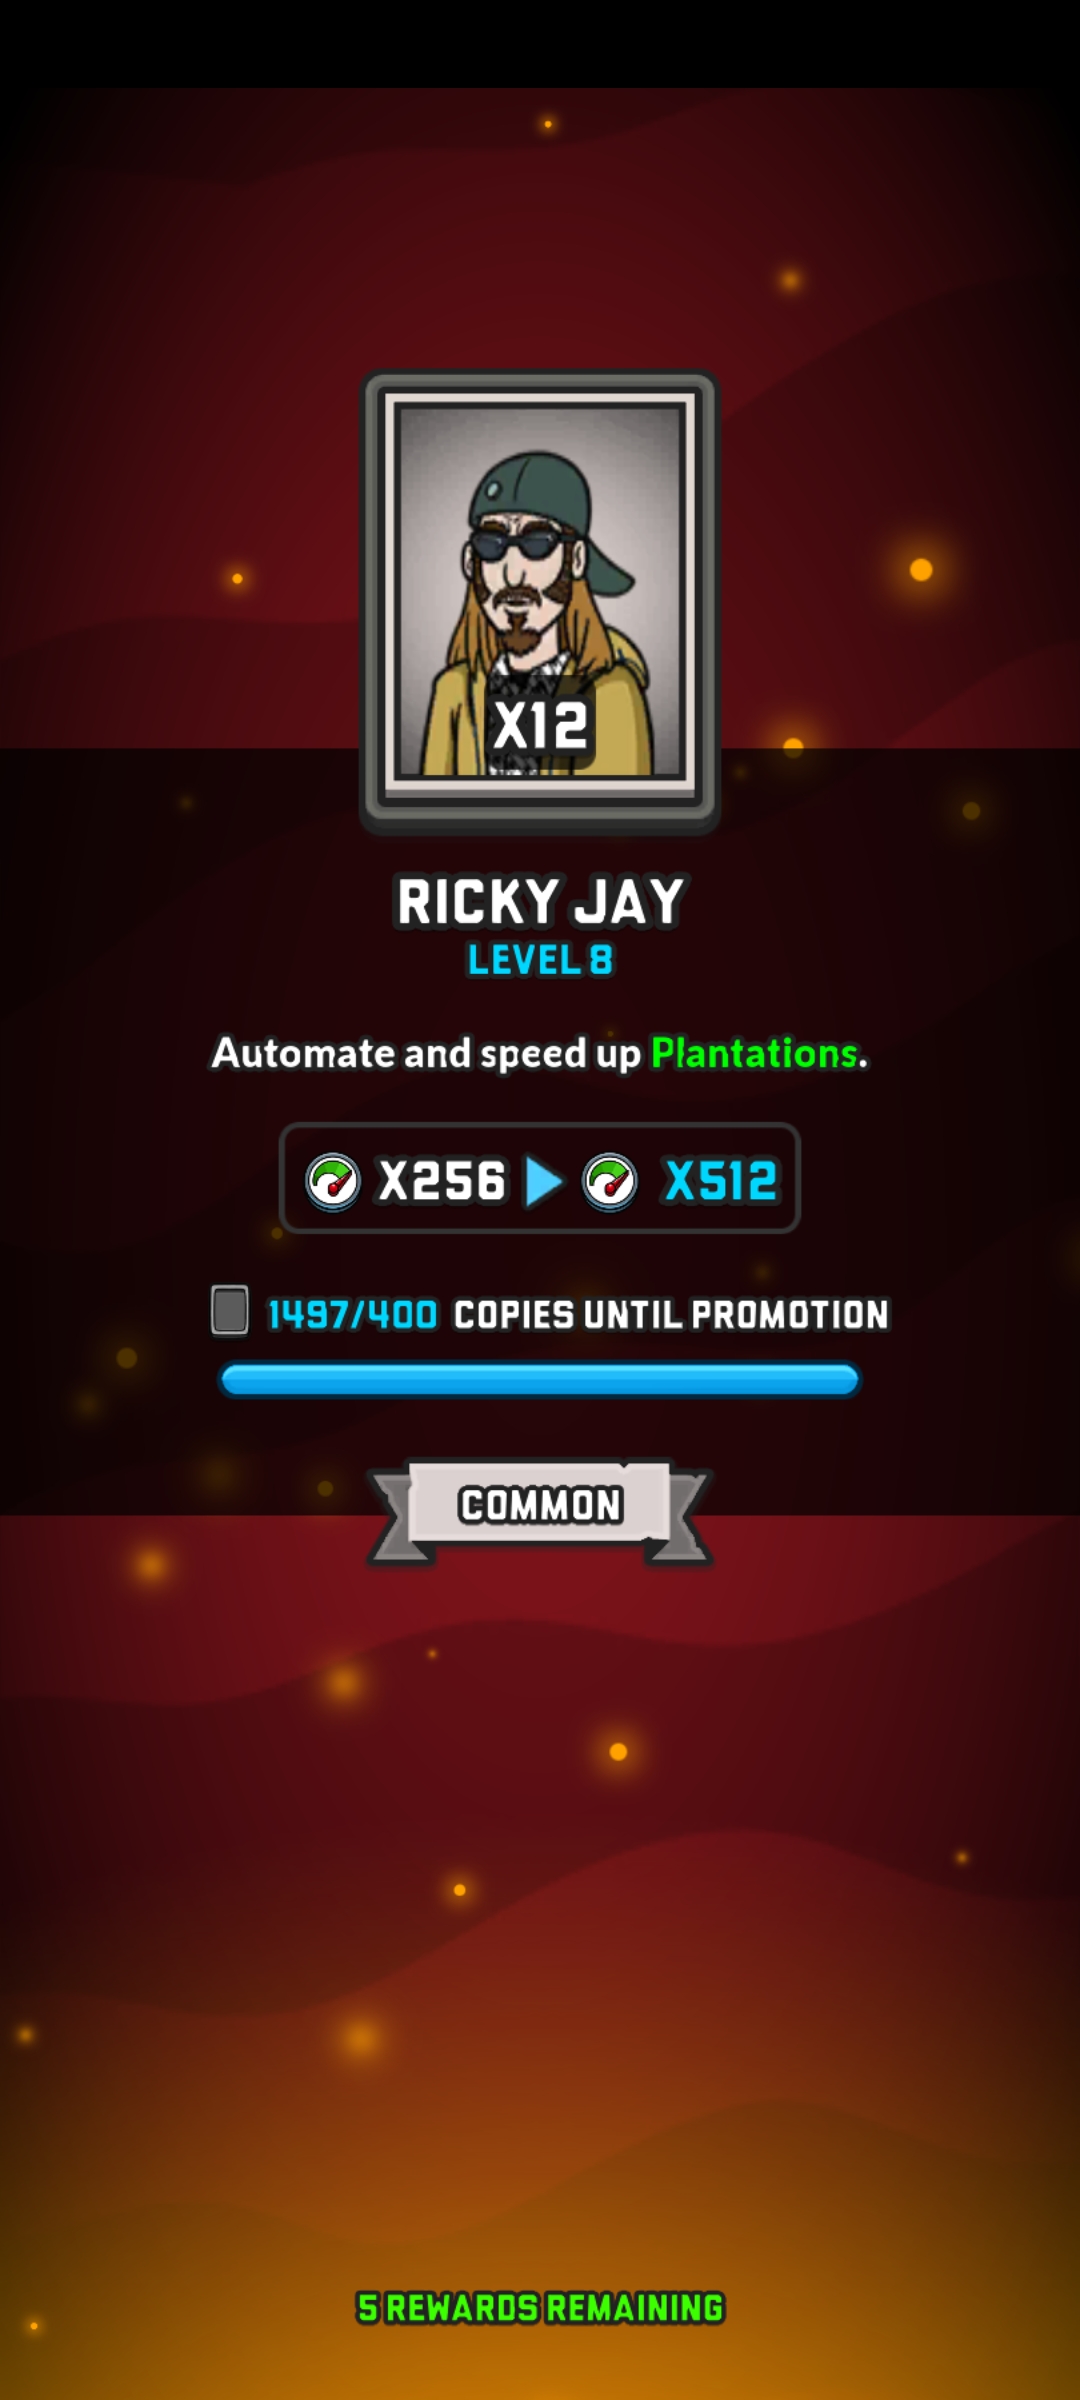 X12
RICKY JAY
LEVEL 8
Automate and speed up Plantations.
X256 X512
1497/400 COPIES UNTIL PROMOTION
COMMON
5 REWARDS REMAINING